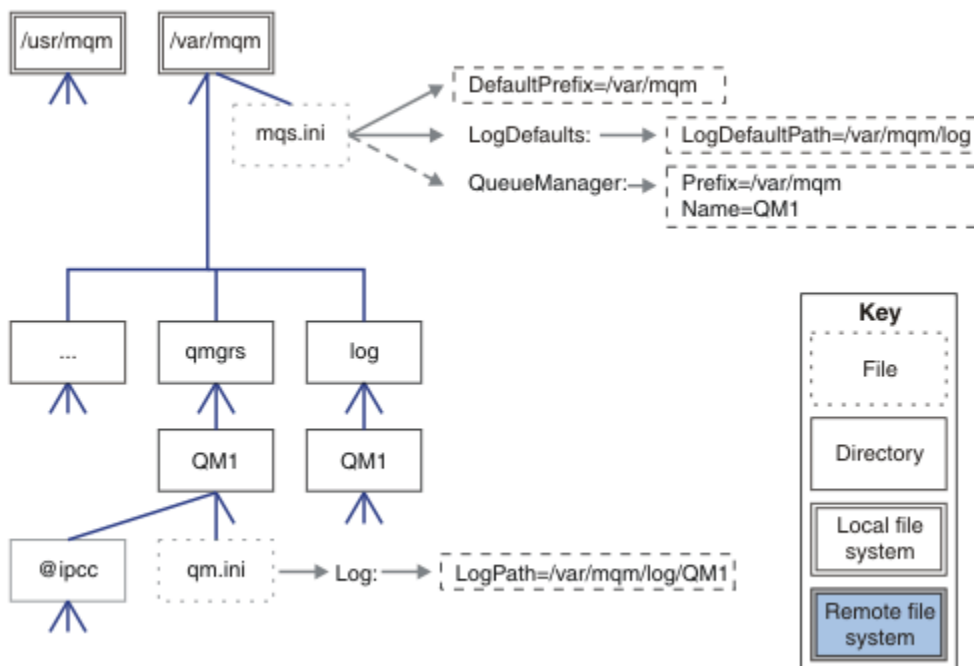 /usr/mqm
/var/mqm
mqs.ini
DefaultPrefix=/var/mqm
LogDefaults:
LogDefaultPath=/var/mqm/log
QueueManager:
Prefix=/var/mqm
Name=QM1
...
qmgrs
log
QM1
QM1
@ipcc
qm.ini
Log:
LogPath=/var/mqm/log/QM1
Key
File
Directory
Local file
system
Remote file
system